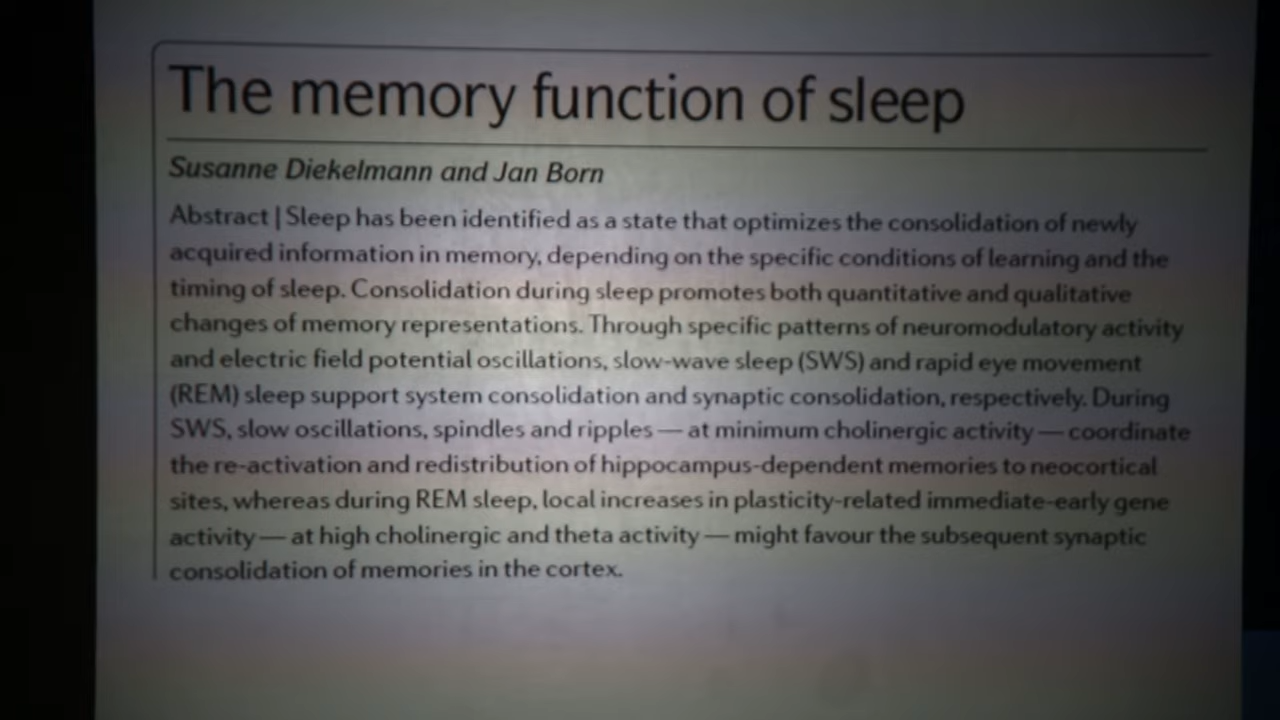 The memory function of sleep
Susanne Diekelmann and Jan Born
Abstract | Sleep has been identified as a state that optimizes the consolidation of newly
acquired information in memory, depending on the specific conditions of learning and the
timing of sleep. Consolidation during sleep promotes both quantitative and qualitative
changes of memory representations. Through specific patterns of neuromodulatory activity
and electric field potential oscillations, slow-wave sleep (SWS) and rapid eye movement
(REM) sleep support system consolidation and synaptic consolidation, respectively. During
SWS, slow oscillations, spindles and ripples — at minimum cholinergic activity — coordinate
the re-activation and redistribution of hippocampus-dependent memories to neocortical
sites, whereas during REM sleep, local increases in plasticity-related immediate-early gene
activity — at high cholinergic and theta activity — might favour the subsequent synaptic
consolidation of memories in the cortex.